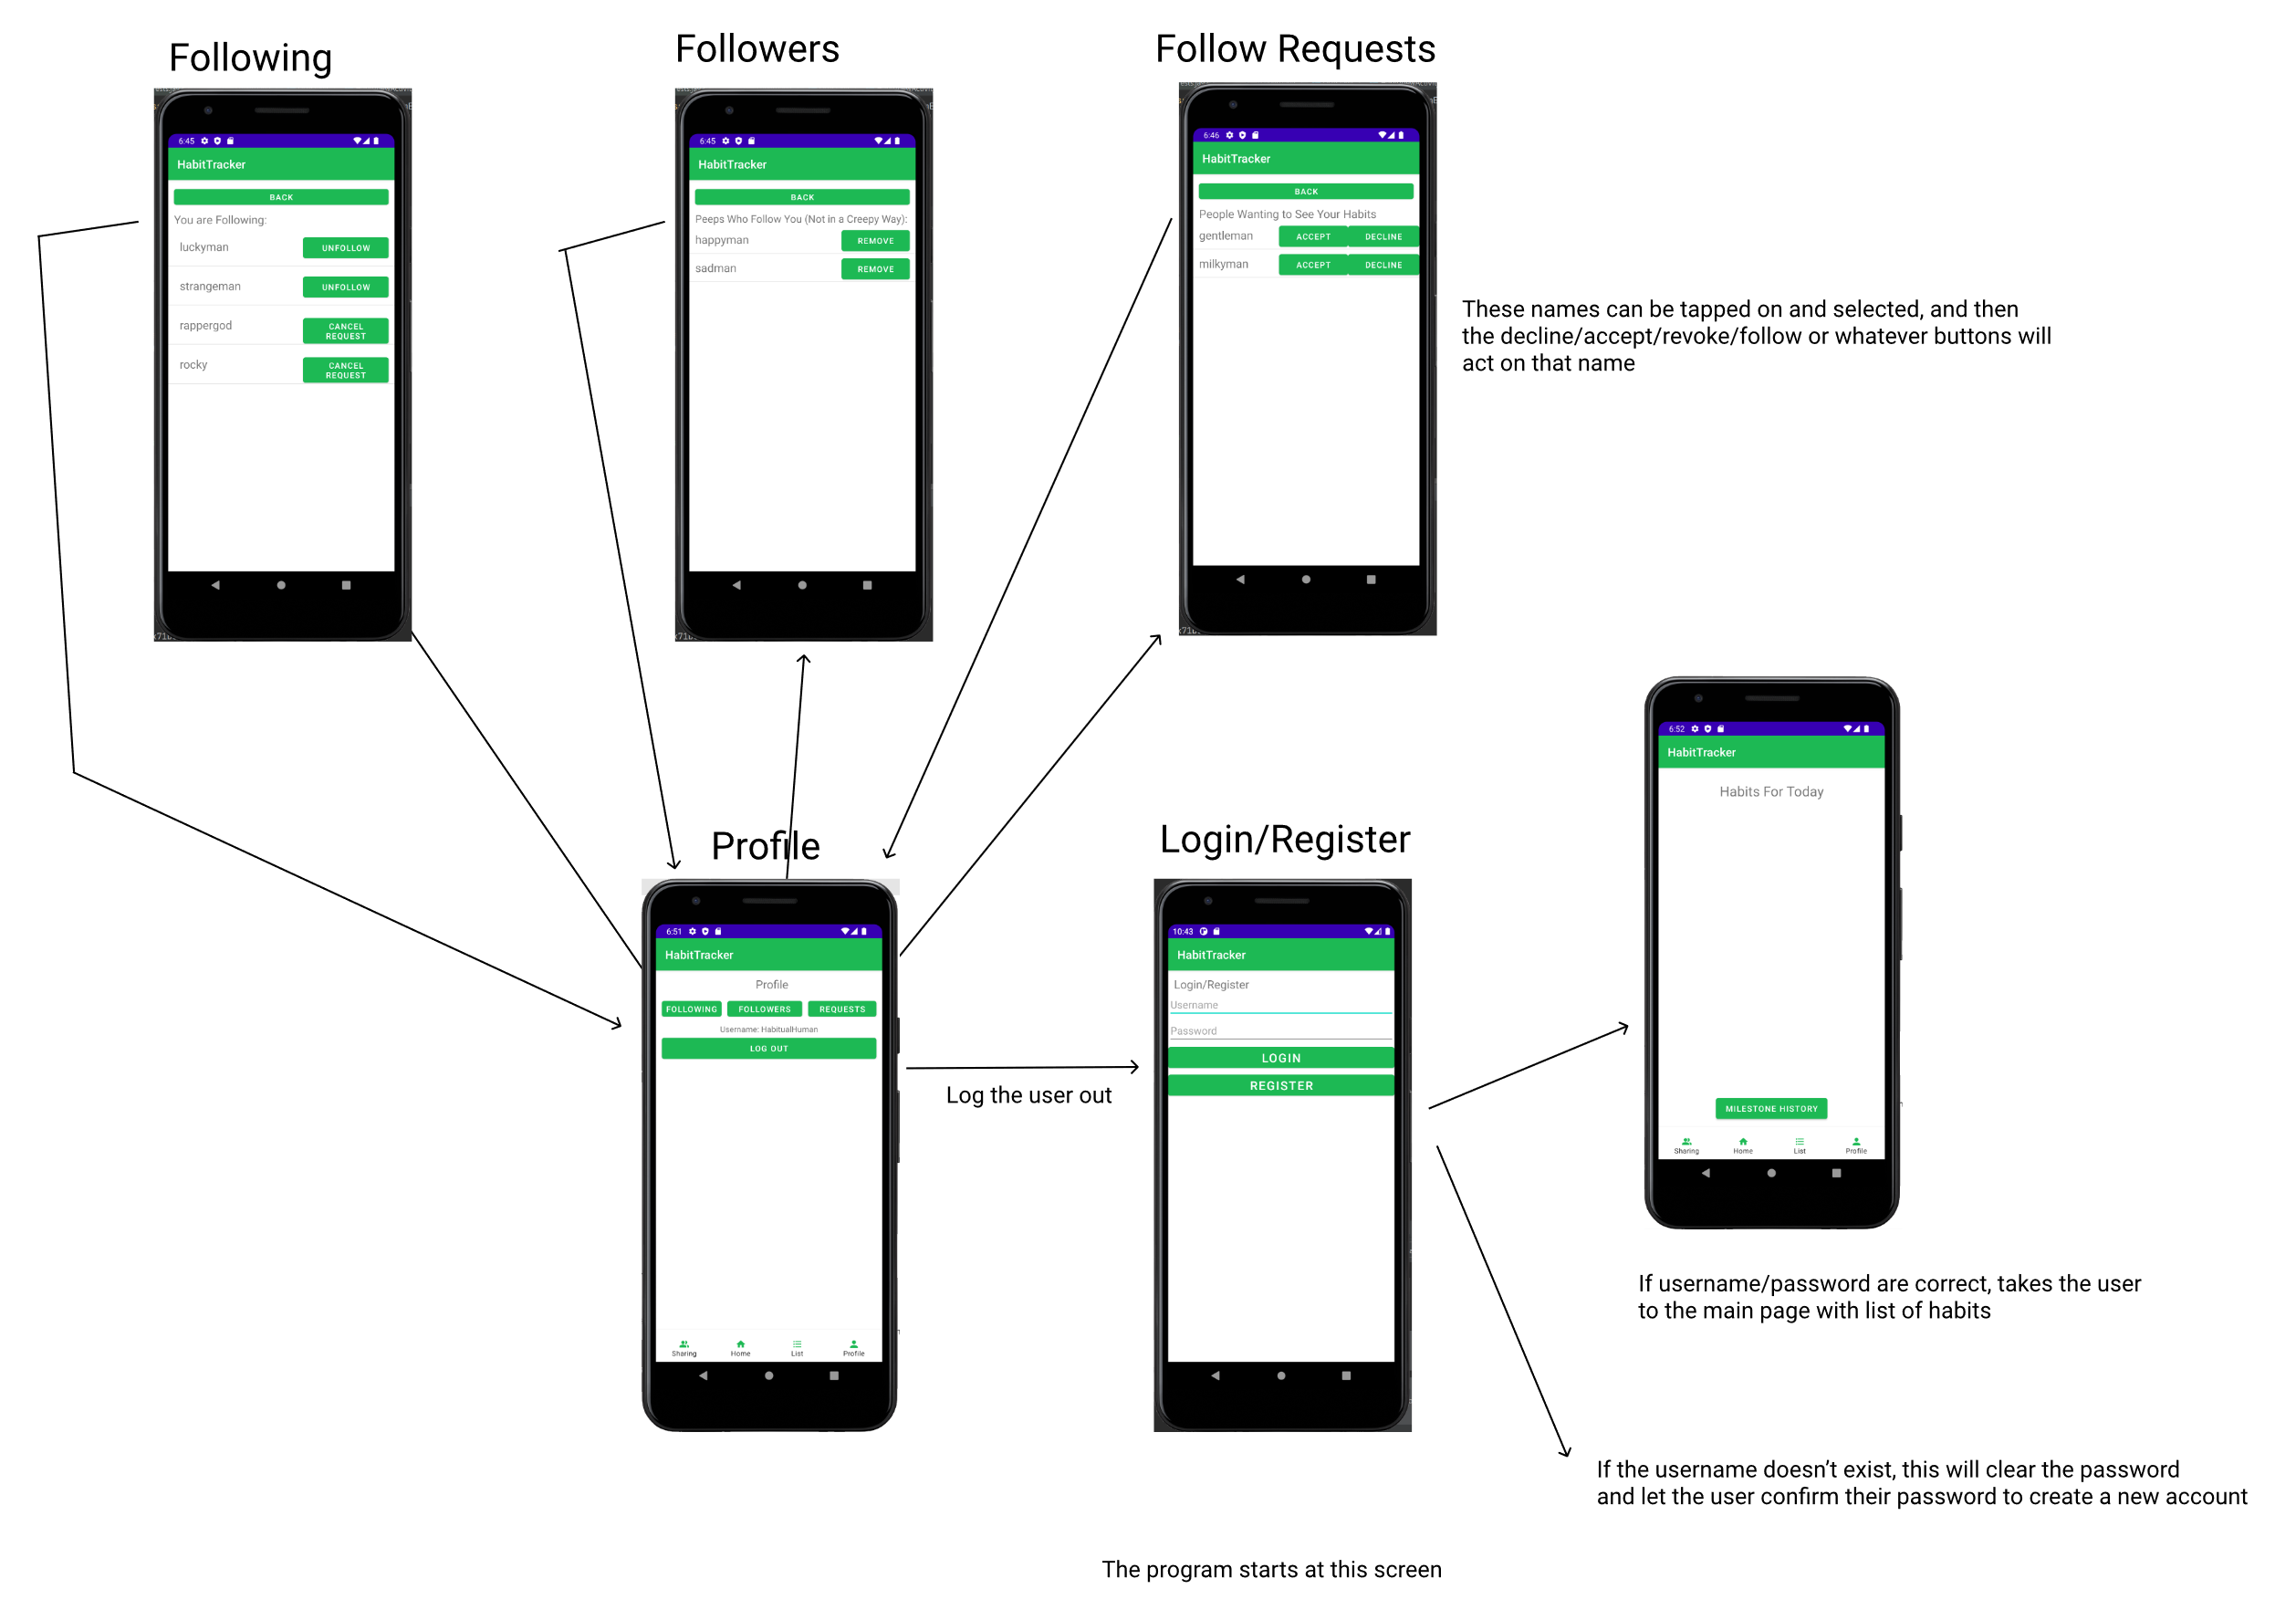 Following
6:45
HabitTracker
BACK
You are Following:
luckyman
UNFOLLOW
strangeman
UNFOLLOW
rappergod
CANCEL
REQUEST
rocky
CANCEL
REQUEST
Followers
6:45
HabitTracker
BACK
Peeps Who Follow You (Not in a Creepy Way):
happyman
REMOVE
sadman
REMOVE
Follow Requests
6:46
HabitTracker
BACK
People Wanting to See Your Habits
gentleman
ACCEPT
DECLINE
milkyman
ACCEPT
DECLINE
These names can be tapped on and selected, and then
the decline/accept/revoke/follow or whatever buttons will
act on that name
Profile
6:51
HabitTracker
Profile
FOLLOWING
FOLLOWERS
REQUESTS
Username: HabitualHuman
LOG OUT
Sharing
Home
List
Profile
Log the user out
Login/Register
10:43
HabitTracker
Login/Register
Username
Password
LOGIN
REGISTER
6:52
HabitTracker
Habits For Today
MILESTONE HISTORY
Sharing
Home
List
Profile
If username/password are correct, takes the user
to the main page with list of habits
If the username doesn’t exist, this will clear the password
and let the user confirm their password to create a new account
The program starts at this screen